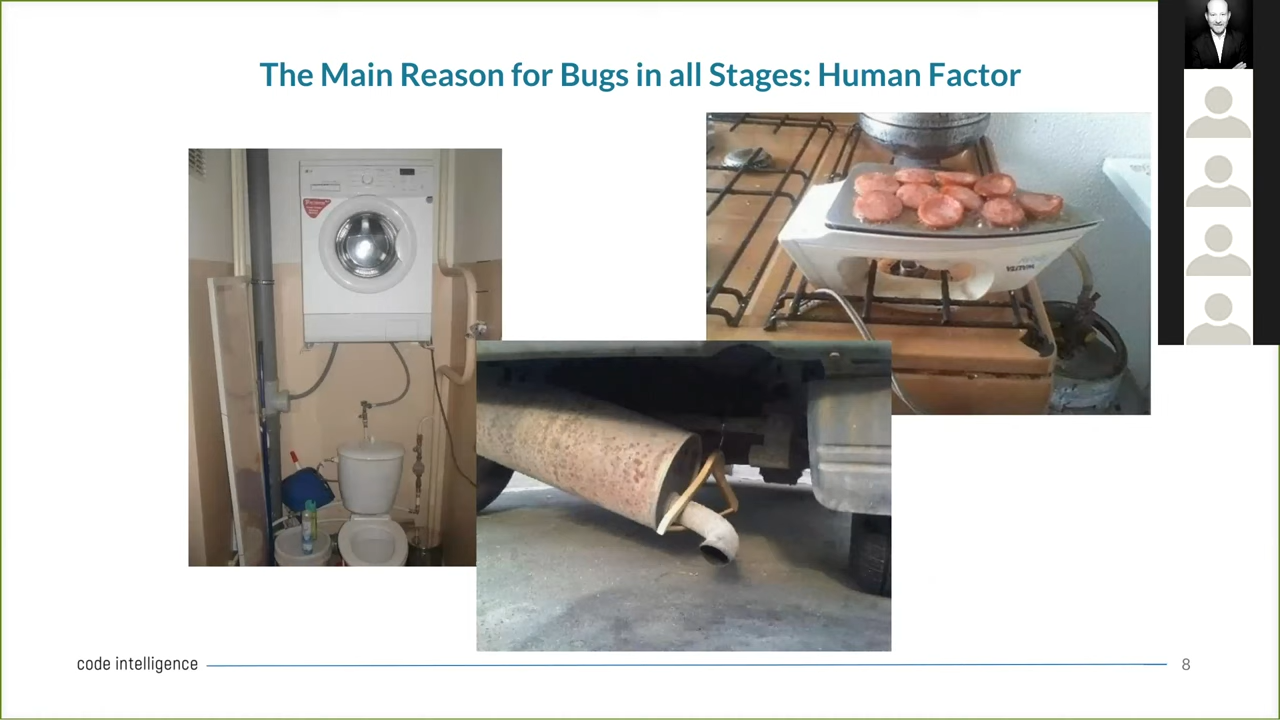 The Main Reason for Bugs in all Stages: Human Factor
code intelligence
8